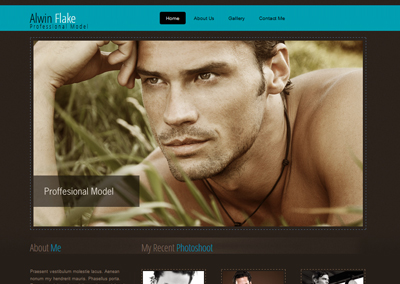 Alwin Flake
Professional Model
Home
About Us
Gallery
Contact Me
Proffesional Model
About Me
My Recent Photoshoot
Praesent vestibulum molestie lacus. Aenean
nonum my hendrerit mauris. Phasellus porta